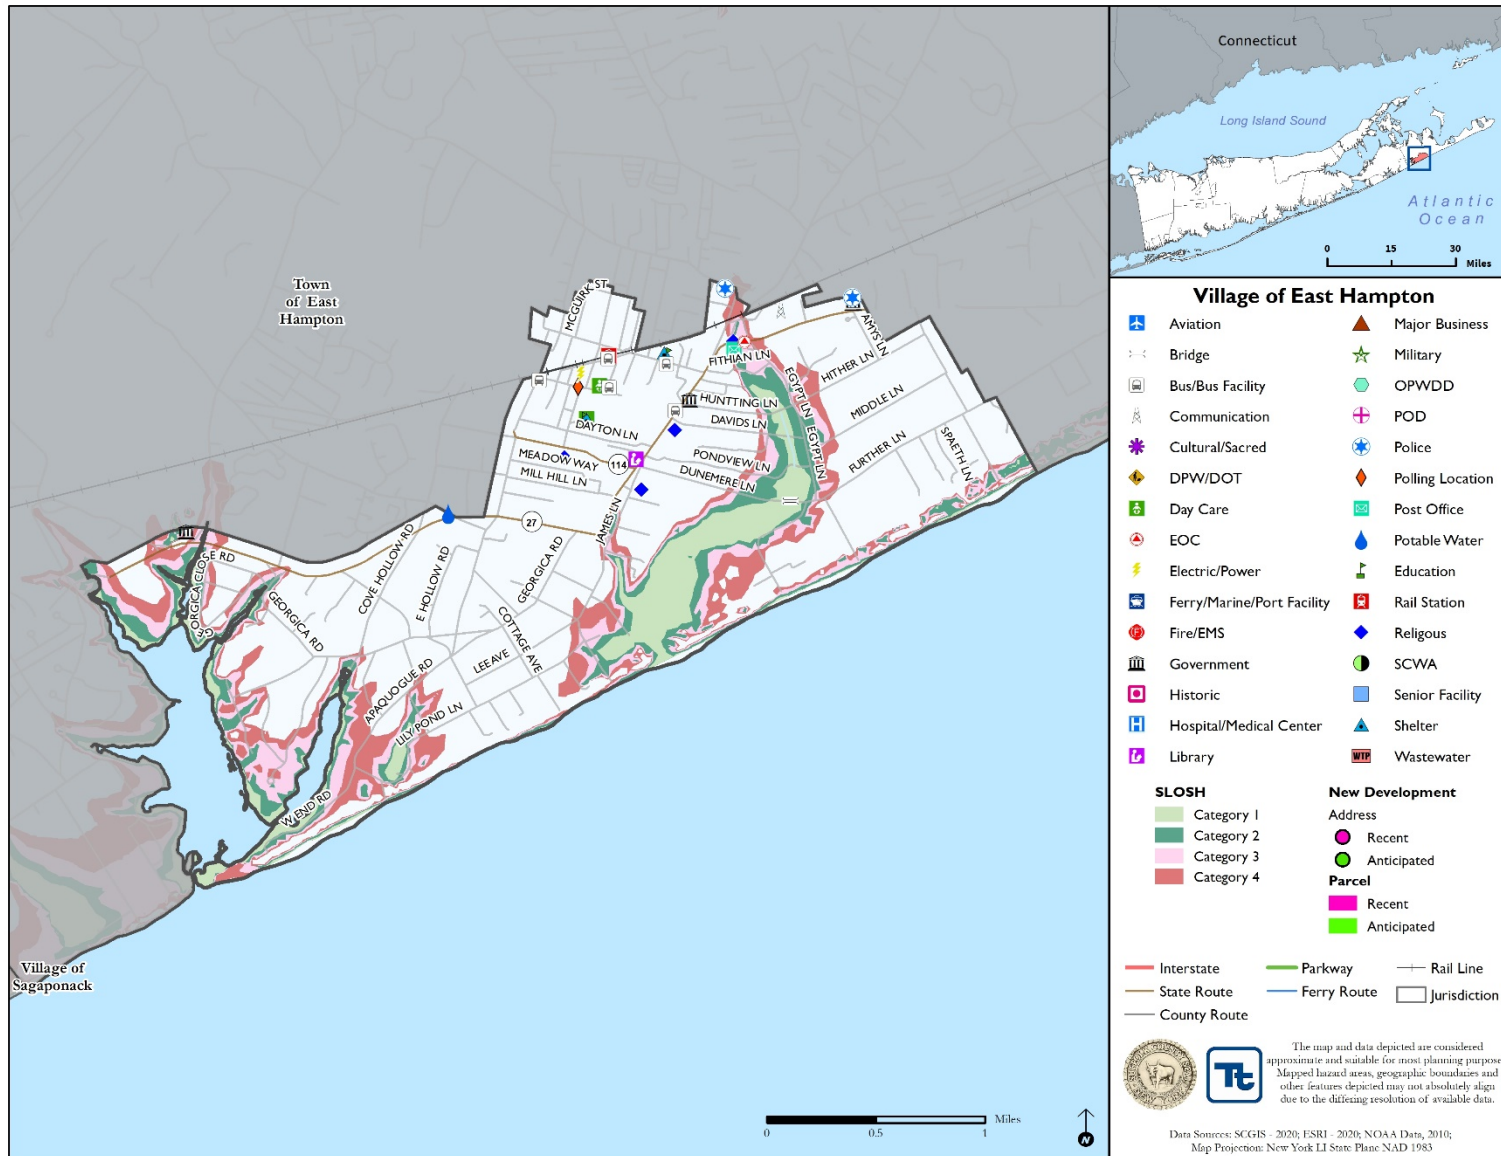 Town
of East
Hampton
Village of
Sagaponack
MCGUIRK ST
AMYS LN
FITHIAN LN
HITHER LN
EGYPT LN
EGYPT LN
MIDDLE LN
HUNTTING LN
DAVIDS LN
DAYTON LN
FURTHER LN
SPAETH LN
MEADOW WAY
114
PONDVIEW LN
MILL HILL LN
DUNEMERE LN
JAMES LN
27
GEORGICA CLOSE RD
COVE HOLLOW RD
E HOLLOW RD
GEORGICA RD
GEORGICA RD
COTTAGE AVE
LEE AVE
APAQUOGUE RD
LILY POND LN
W END RD
0 0.5 1 Miles
N
Connecticut
Long Island Sound
Atlantic
Ocean
0 15 30
Miles
Village of East Hampton
Aviation
Bridge
Bus/Bus Facility
Communication
Cultural/Sacred
DPW/DOT
Day Care
EOC
Electric/Power
Ferry/Marine/Port Facility
Fire/EMS
Government
Historic
Hospital/Medical Center
Library
Major Business
Military
OPWDD
POD
Police
Polling Location
Post Office
Potable Water
Education
Rail Station
Religous
SCWA
Senior Facility
Shelter
WTP Wastewater
SLOSH
Category 1
Category 2
Category 3
Category 4
New Development
Address
Recent
Anticipated
Parcel
Recent
Anticipated
Interstate
State Route
County Route
Parkway
Ferry Route
Rail Line
Jurisdiction
Tt
The map and data depicted are considered
approximate and suitable for most planning purpose
Mapped hazard areas, geographic boundaries and
other features depicted may not absolutely align
due to the differing resolution of available data.
Data Sources: SCGIS - 2020; ESRI - 2020; NOAA Data, 2010;
Map Projection: New York LI State Plane NAD 1983